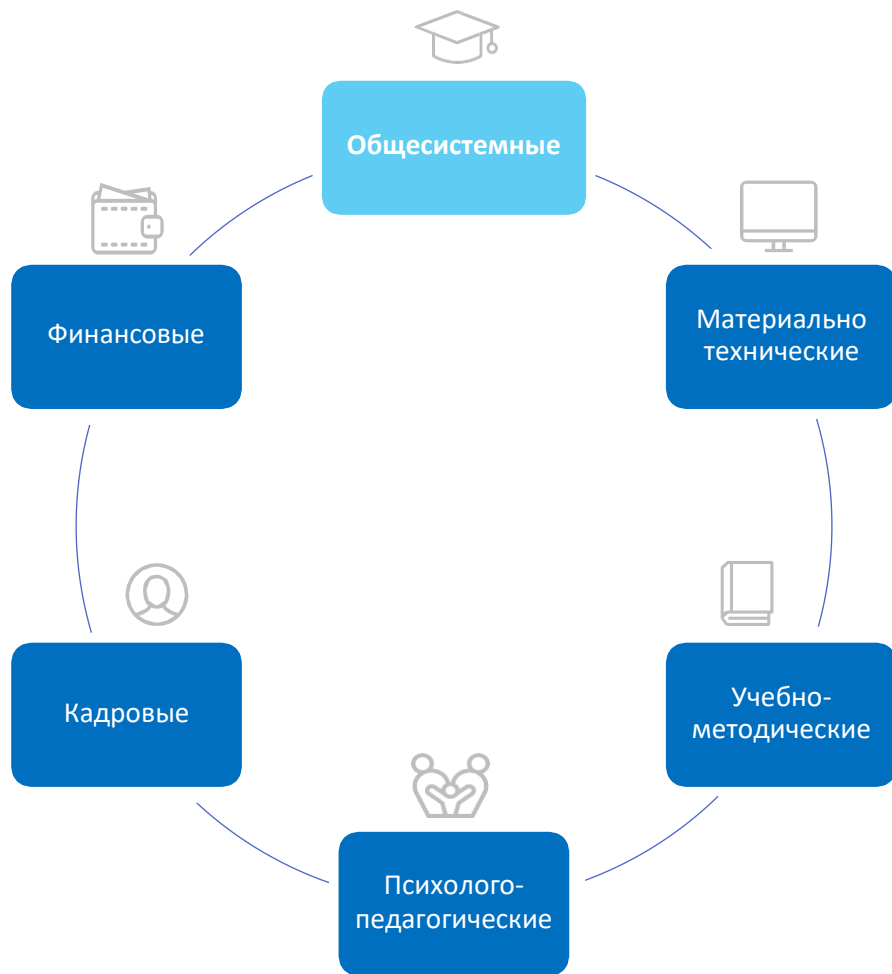 Общесистемные
Финансовые
Материально
технические
Кадровые
Учебно-
методические
Психолого-
педагогические